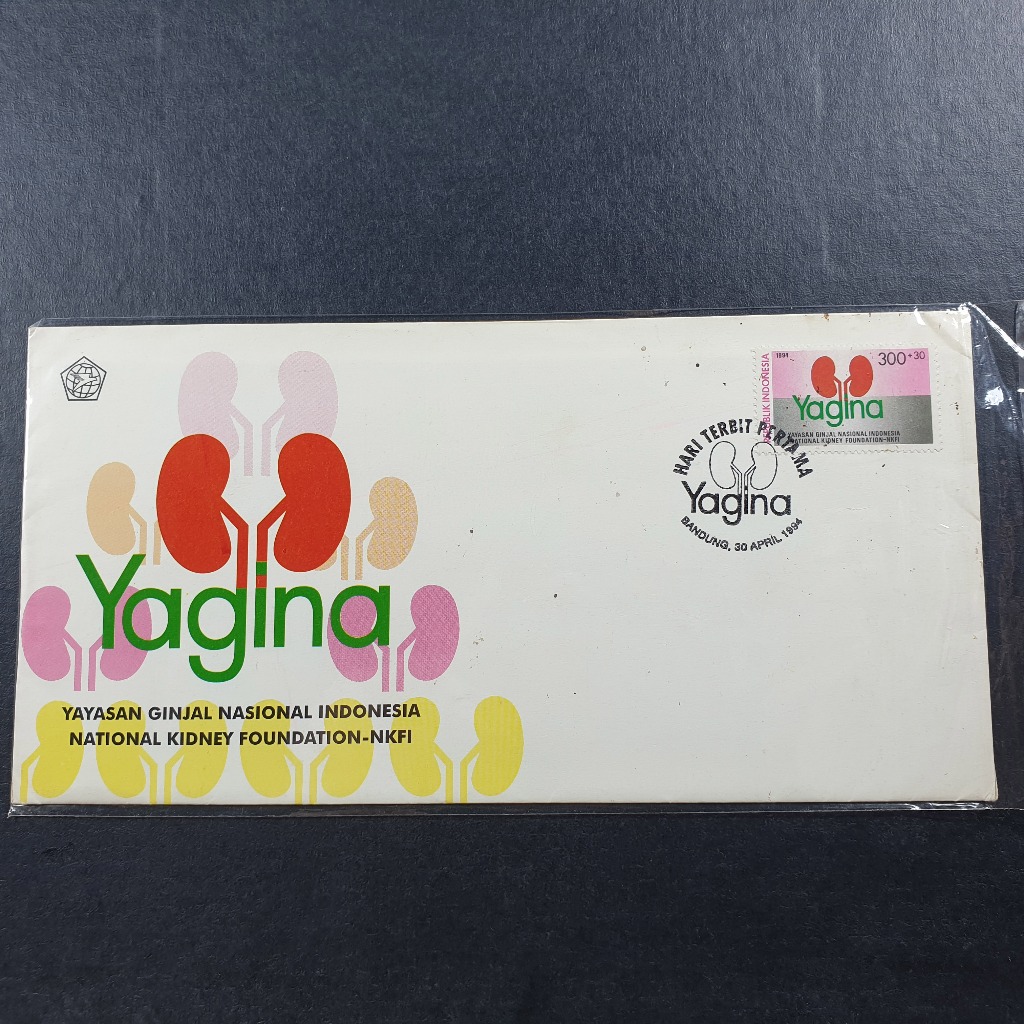 Yagina
YAYASAN GINJAL NASIONAL INDONESIA
NATIONAL KIDNEY FOUNDATION-NKFI
1994
300+30
REPUBLIK INDONESIA
Yagina
YAYASAN GINJAL NASIONAL INDONESIA
NATIONAL KIDNEY FOUNDATION-NKFI
HARI TERBIT PERTAMA
Yagina
BANDUNG, 30 APRIL 1994